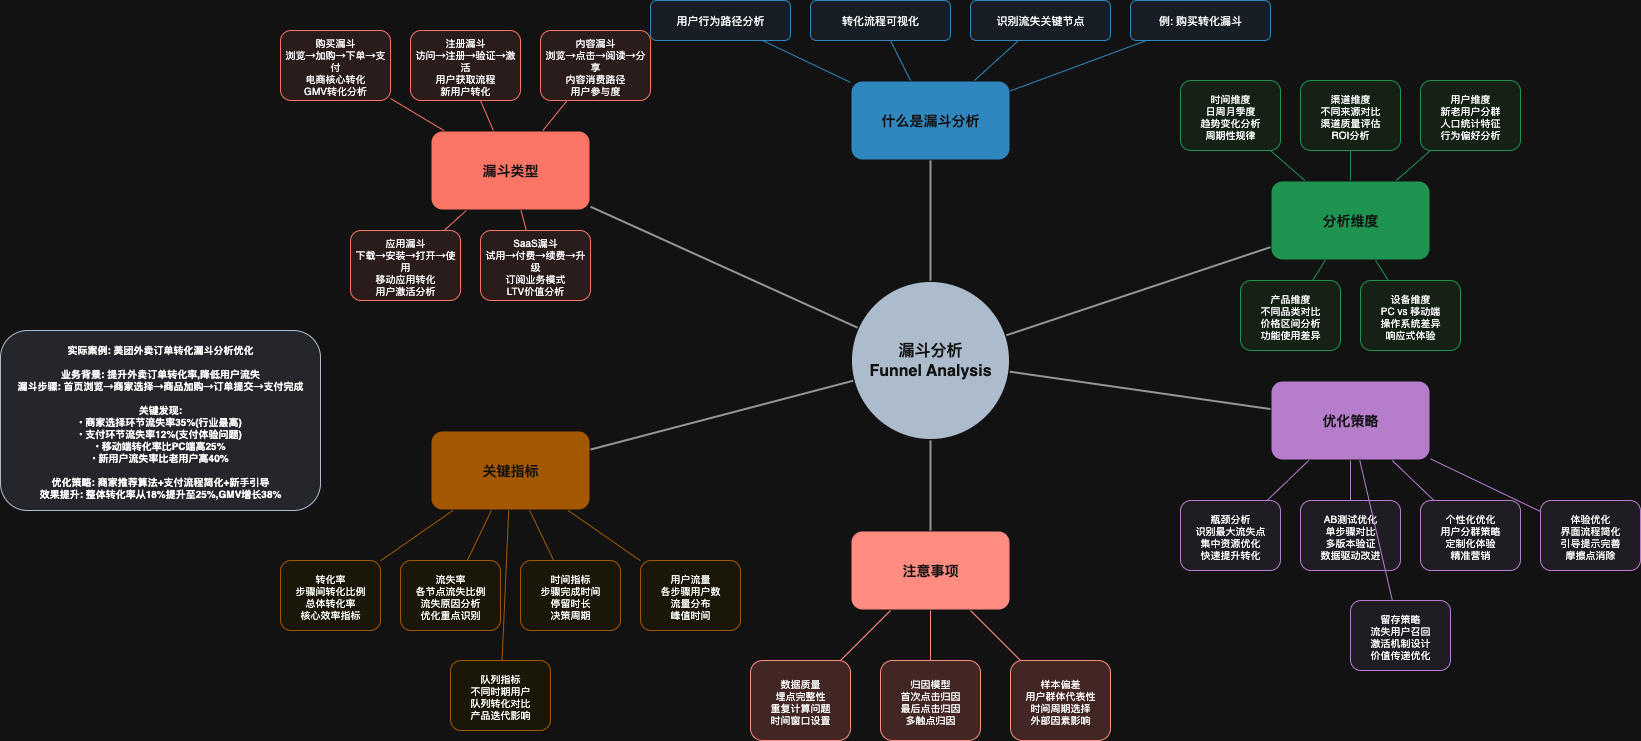 用户行为路径分析
转化流程可视化
识别流失关键节点
例: 购买转化漏斗
什么是漏斗分析
购买漏斗
浏览→加购→下单→支
付
电商核心转化
GMV转化分析
注册漏斗
访问→注册→验证→激
活
用户获取流程
新用户转化
内容漏斗
浏览→点击→阅读→分
享
内容消费路径
用户参与度
漏斗类型
应用漏斗
下载→安装→打开→使
用
移动应用转化
用户激活分析
SaaS漏斗
试用→付费→续费→升
级
订阅业务模式
LTV价值分析
时间维度
日周月季度
趋势变化分析
周期性规律
渠道维度
不同来源对比
渠道质量评估
ROI分析
用户维度
新老用户分群
人口统计特征
行为偏好分析
分析维度
产品维度
不同品类对比
价格区间分析
功能使用差异
设备维度
PC vs 移动端
操作系统差异
响应式体验
漏斗分析
Funnel Analysis
实际案例: 美团外卖订单转化漏斗分析优化
业务背景: 提升外卖订单转化率,降低用户流失
漏斗步骤: 首页浏览→商家选择→商品加购→订单提交→支付完成
关键发现:
• 商家选择环节流失率35%(行业最高)
• 支付环节流失率12%(支付体验问题)
• 移动端转化率比PC端高25%
• 新用户流失率比老用户高40%
优化策略: 商家推荐算法+支付流程简化+新手引导
效果提升: 整体转化率从18%提升至25%,GMV增长38%
关键指标
转化率
步骤间转化比例
总体转化率
核心效率指标
流失率
各节点流失比例
流失原因分析
优化重点识别
时间指标
步骤完成时间
停留时长
决策周期
用户流量
各步骤用户数
流量分布
峰值时间
队列指标
不同时期用户
队列转化对比
产品迭代影响
注意事项
数据质量
埋点完整性
重复计算问题
时间窗口设置
归因模型
首次点击归因
最后点击归因
多触点归因
样本偏差
用户群体代表性
时间周期选择
外部因素影响
优化策略
瓶颈分析
识别最大流失点
集中资源优化
快速提升转化
AB测试优化
单步骤对比
多版本验证
数据驱动改进
个性化优化
用户分群策略
定制化体验
精准营销
体验优化
界面流程简化
引导提示完善
摩擦点消除
留存策略
流失用户召回
激活机制设计
价值传递优化